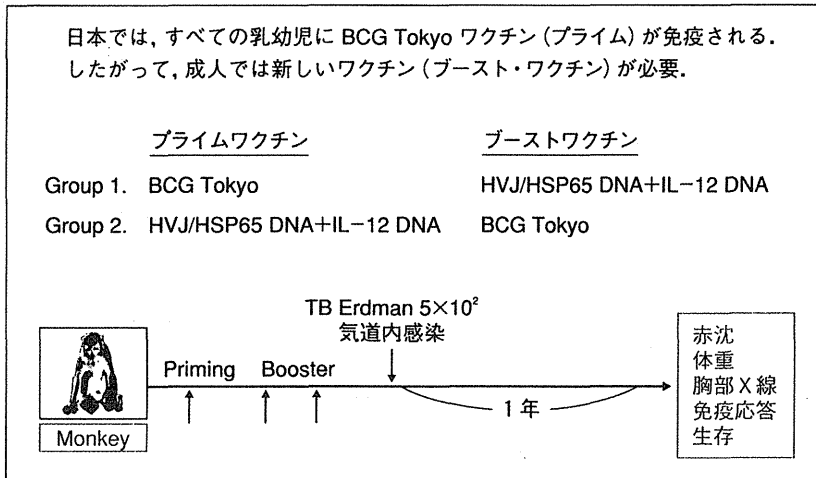 日本では,すべての乳幼児に BCG Tokyo ワクチン(プライム)が免疫される.
したがって,成人では新しいワクチン(ブースト・ワクチン)が必要.
プライムワクチン ブーストワクチン
Group 1. BCG Tokyo HVJ/HSP65 DNA+IL-12 DNA
Group 2. HVJ/HSP65 DNA+IL-12 DNA BCG Tokyo
TB Erdman 5×10²
気道内感染
Priming Booster
1年
Monkey
赤沈
体重
胸部X線
免疫応答
生存